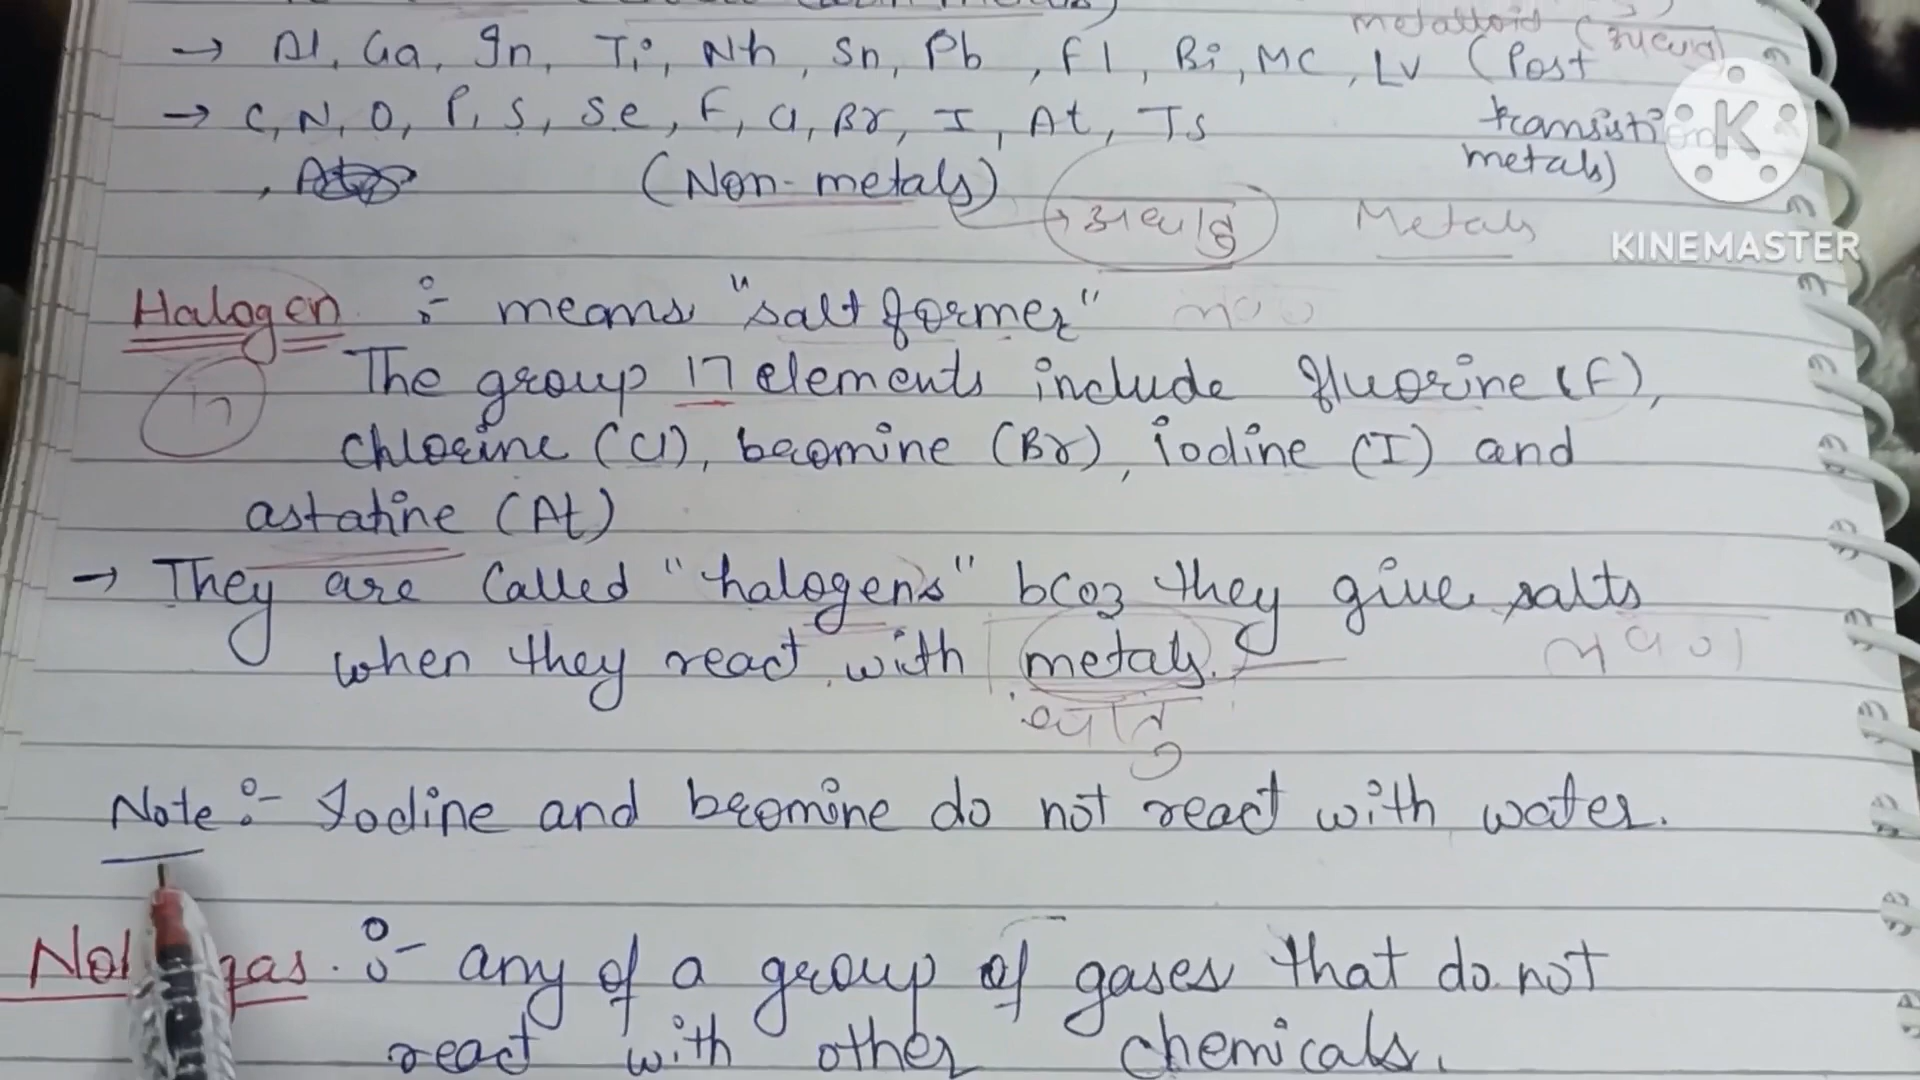 metalloid (
→ Al, Ga, In, Ti, Nh, Sn, Pb, Fl, Bi, MC, LV (Post
transistion
metals)
→ C, N, O, P, S, Se, F, Cl, Br, I, At, Ts
, (Non-metals)
Metals
KINEMASTER
Halogen :- means "salt former"
17 The group 17 elements include fluorine (F),
chlorine (Cl), bromine (Br), iodine (I) and
astatine (At)
→ They are called "halogens" bcoz they give salts
when they react with metals.
Note :- Iodine and bromine do not react with water.
gas. :- any of a group of gases that do not
react with other chemicals.